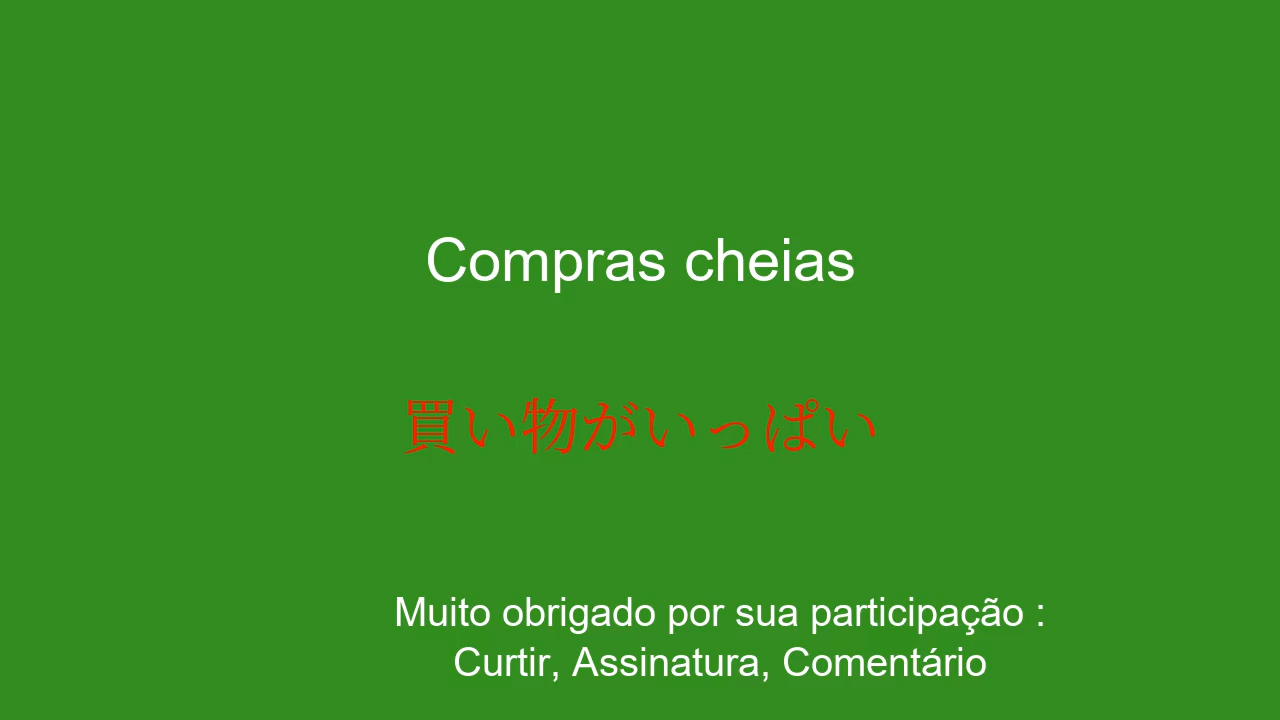 Compras cheias
買い物がいっぱい
Muito obrigado por sua participação :
Curtir, Assinatura, Comentário